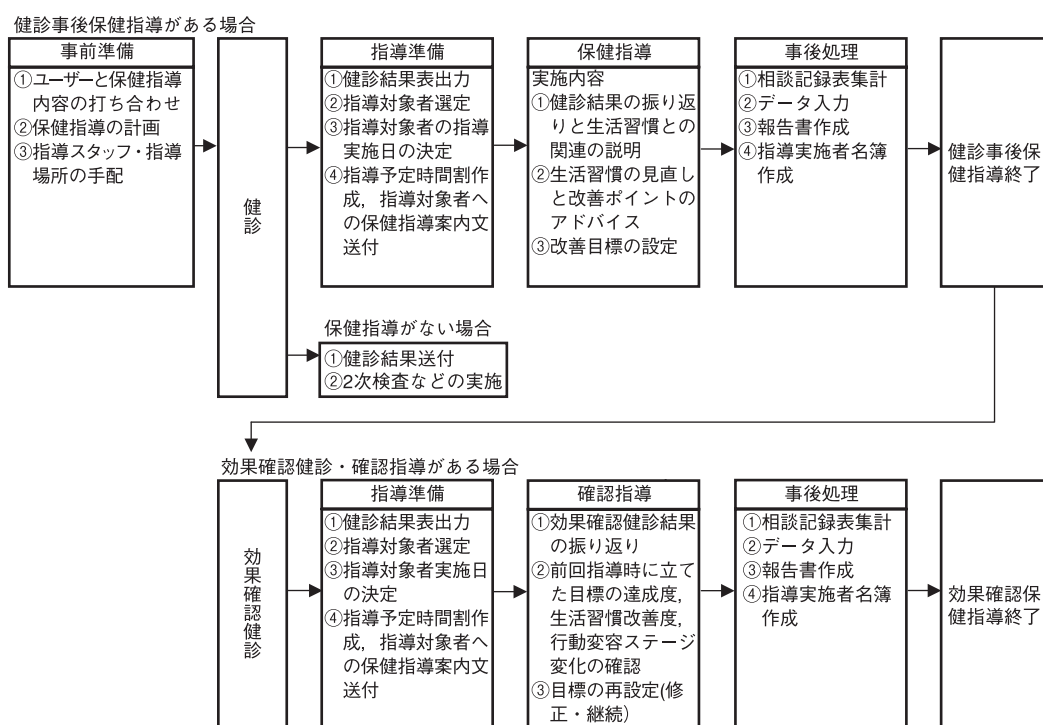 健診事後保健指導がある場合
事前準備
①ユーザーと保健指導
内容の打ち合わせ
②保健指導の計画
③指導スタッフ・指導
場所の手配
健診
指導準備
①健診結果表出力
②指導対象者選定
③指導対象者の指導
実施日の決定
④指導予定時間割作
成，指導対象者へ
の保健指導案内文
送付
保健指導
実施内容
①健診結果の振り返
りと生活習慣との
関連の説明
②生活習慣の見直し
と改善ポイントの
アドバイス
③改善目標の設定
事後処理
①相談記録表集計
②データ入力
③報告書作成
④指導実施者名簿
作成
健診事後保
健指導終了
保健指導がない場合
①健診結果送付
②2次検査などの実施
効果確認健診・確認指導がある場合
効果確認健診
指導準備
①健診結果表出力
②指導対象者選定
③指導対象者実施日
の決定
④指導予定時間割作
成，指導対象者へ
の保健指導案内文
送付
確認指導
①効果確認健診結果
の振り返り
②前回指導時に立て
た目標の達成度，
生活習慣改善度，
行動変容ステージ
変化の確認
③目標の再設定(修
正・継続）
事後処理
①相談記録表集計
②データ入力
③報告書作成
④指導実施者名簿
作成
効果確認保
健指導終了